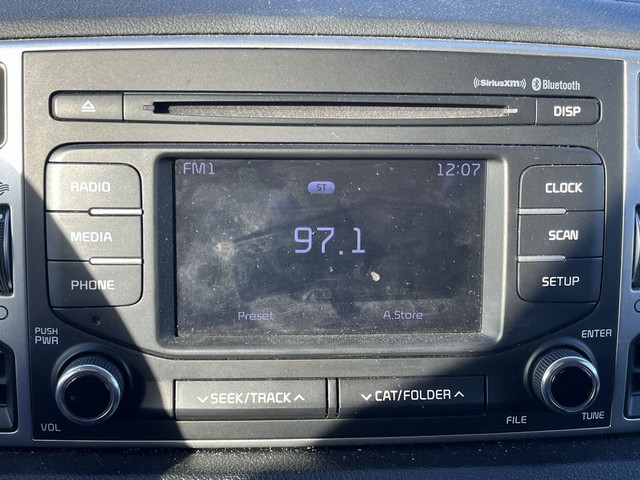 SiriusXM Bluetooth
DISP
FM1 12:07
RADIO
ST
CLOCK
MEDIA
97.1
SCAN
PHONE
SETUP
Preset A.Store
PUSH
PWR
ENTER
SEEK/TRACK
CAT/FOLDER
VOL
FILE
TUNE